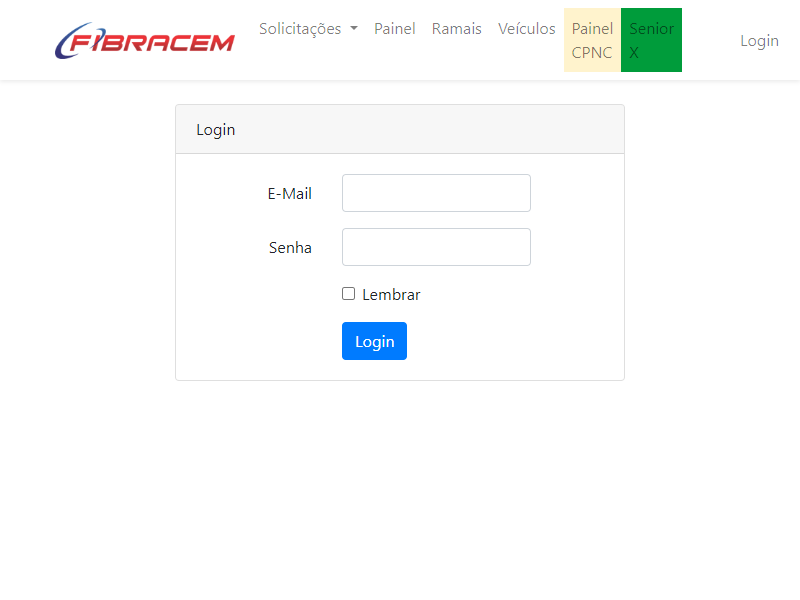 FIBRACEM
Solicitações
Painel
Ramais
Veículos
Painel
CPNC
Senior
X
Login
Login
E-Mail
Senha
Lembrar
Login